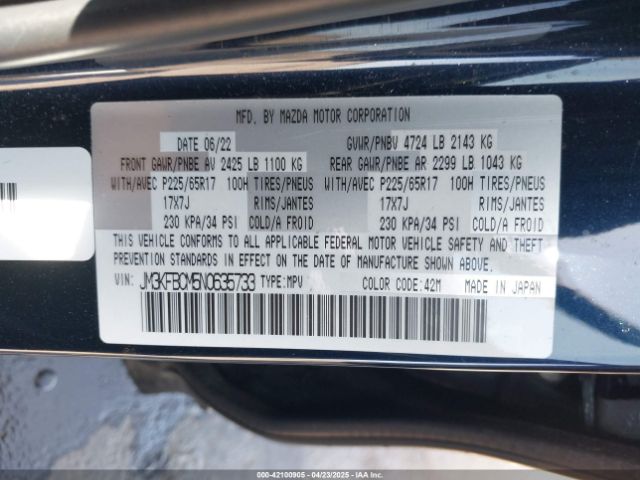 MFD. BY MAZDA MOTOR CORPORATION
DATE 06/22 GVWR/PNBV 4724 LB 2143 KG
FRONT GAWR/PNBE AV 2425 LB 1100 KG REAR GAWR/PNBE AR 2299 LB 1043 KG
WITH/AVEC P225/65R17 100H TIRES/PNEUS WITH/AVEC P225/65R17 100H TIRES/PNEUS
17X7J RIMS/JANTES 17X7J RIMS/JANTES
230 KPA/34 PSI COLD/A FROID 230 KPA/34 PSI COLD/A FROID
THIS VEHICLE CONFORMS TO ALL APPLICABLE FEDERAL MOTOR VEHICLE SAFETY AND THEFT
PREVENTION STANDARDS IN EFFECT ON THE DATE OF MANUFACTURE SHOWN ABOVE.
VIN: JM3KFBCM5N0635733 TYPE:MPV COLOR CODE:42M MADE IN JAPAN
000-42100905 - 04/23/2025 - IAAI.COM